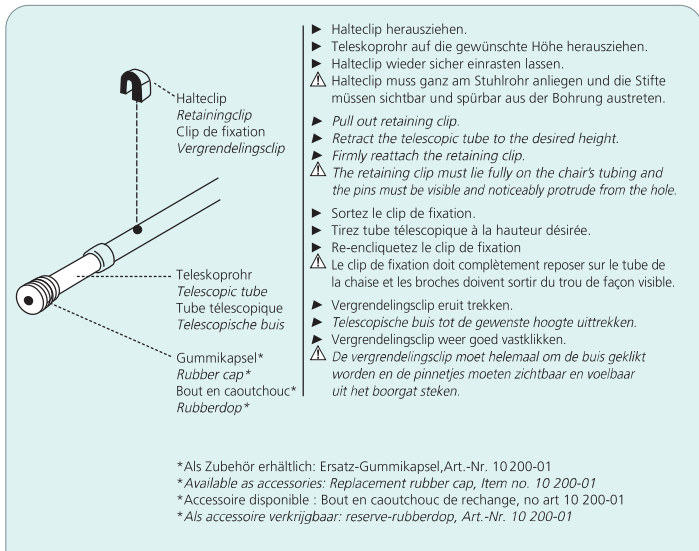 Halteclip
Retainingclip
Clip de fixation
Vergrendelingsclip
Teleskoprohr
Telescopic tube
Tube télescopique
Telescopische buis
Gummikapsel*
Rubber cap*
Bout en caoutchouc*
Rubberdop*
► Halteclip herausziehen.
► Teleskoprohr auf die gewünschte Höhe herausziehen.
► Halteclip wieder sicher einrasten lassen.
⚠ Halteclip muss ganz am Stuhlrohr anliegen und die Stifte
müssen sichtbar und spürbar aus der Bohrung austreten.
► Pull out retaining clip.
► Retract the telescopic tube to the desired height.
► Firmly reattach the retaining clip.
⚠ The retaining clip must lie fully on the chair's tubing and
the pins must be visible and noticeably protrude from the hole.
► Sortez le clip de fixation.
► Tirez tube télescopique à la hauteur désirée.
► Re-encliquetez le clip de fixation
⚠ Le clip de fixation doit complètement reposer sur le tube de
la chaise et les broches doivent sortir du trou de façon visible.
► Vergrendelingsclip eruit trekken.
► Telescopische buis tot de gewenste hoogte uittrekken.
► Vergrendelingsclip weer goed vastklikken.
⚠ De vergrendelingsclip moet helemaal om de buis geklikt
worden en de pinnetjes moeten zichtbaar en voelbaar
uit het boorgat steken.
*Als Zubehör erhältlich: Ersatz-Gummikapsel,Art.-Nr. 10 200-01
*Available as accessories: Replacement rubber cap, Item no. 10 200-01
*Accessoire disponible : Bout en caoutchouc de rechange, no art 10 200-01
*Als accessoire verkrijgbaar: reserve-rubberdop, Art.-Nr. 10 200-01